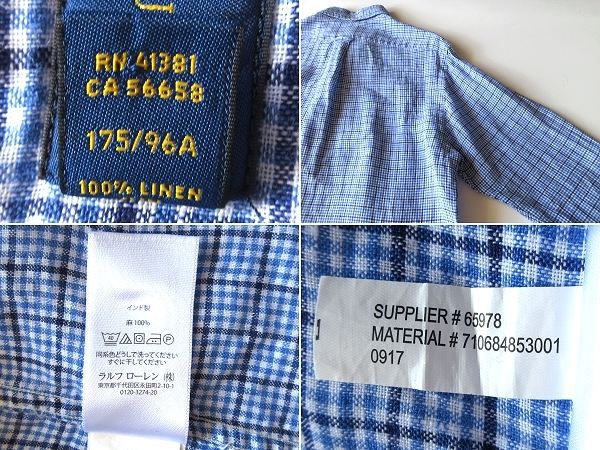 RN 41381
CA 56658
175/96A
100% LINEN
インド製
麻 100%
40
P
同系色どうしで洗ってください
すぐに干してください
ラルフ ローレン (株)
東京都千代田区永田町2-10-1
0120-3274-20
SUPPLIER # 65978
MATERIAL # 710684853001
0917